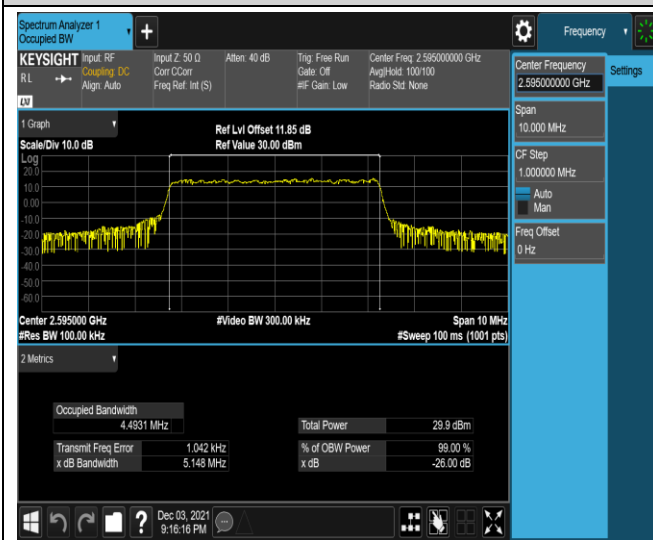 Spectrum Analyzer 1
Occupied BW
+
Frequency
KEYSIGHT
RL
LXI
Input: RF
Coupling: DC
Align: Auto
Input Z: 50 Ω
Corr CCorr
Freq Ref: Int (S)
Atten: 40 dB
Trig: Free Run
Gate: Off
#IF Gain: Low
Center Freq: 2.595000000 GHz
Avg|Hold: 100/100
Radio Std: None
1 Graph
Scale/Div 10.0 dB
Ref Lvl Offset 11.85 dB
Ref Value 30.00 dBm
Log
20.0
10.0
0.00
-10.0
-20.0
-30.0
-40.0
-50.0
-60.0
Center 2.595000 GHz
#Res BW 100.00 kHz
#Video BW 300.00 kHz
Span 10 MHz
#Sweep 100 ms (1001 pts)
2 Metrics
Occupied Bandwidth
4.4931 MHz
Total Power 29.9 dBm
Transmit Freq Error 1.042 kHz
% of OBW Power 99.00 %
x dB Bandwidth 5.148 MHz
x dB -26.00 dB
?
Dec 03, 2021
9:16:16 PM
Center Frequency
2.595000000 GHz
Settings
Span
10.000 MHz
CF Step
1.000000 MHz
Auto
Man
Freq Offset
0 Hz